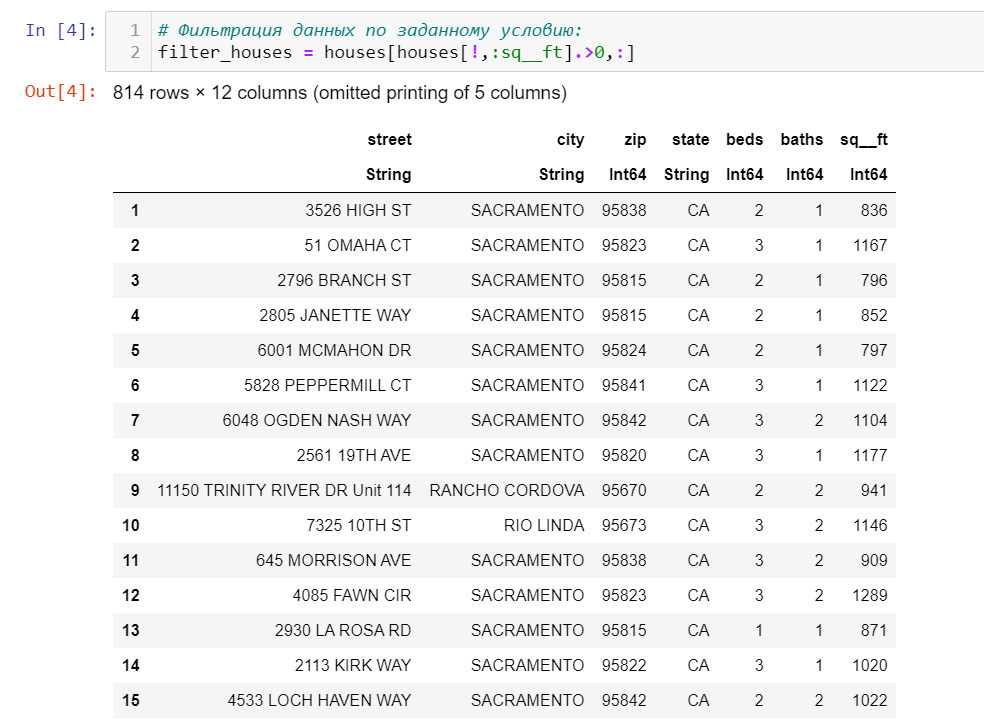 In [4]:
1 # Фильтрация данных по заданному условию:
2 filter_houses = houses[houses[!,:sq__ft].>0,:]
Out[4]: 814 rows × 12 columns (omitted printing of 5 columns)
street city zip state beds baths sq__ft
String String Int64 String Int64 Int64 Int64
1 3526 HIGH ST SACRAMENTO 95838 CA 2 1 836
2 51 OMAHA CT SACRAMENTO 95823 CA 3 1 1167
3 2796 BRANCH ST SACRAMENTO 95815 CA 2 1 796
4 2805 JANETTE WAY SACRAMENTO 95815 CA 2 1 852
5 6001 MCMAHON DR SACRAMENTO 95824 CA 2 1 797
6 5828 PEPPERMILL CT SACRAMENTO 95841 CA 3 1 1122
7 6048 OGDEN NASH WAY SACRAMENTO 95842 CA 3 2 1104
8 2561 19TH AVE SACRAMENTO 95820 CA 3 1 1177
9 11150 TRINITY RIVER DR Unit 114 RANCHO CORDOVA 95670 CA 2 2 941
10 7325 10TH ST RIO LINDA 95673 CA 3 2 1146
11 645 MORRISON AVE SACRAMENTO 95838 CA 3 2 909
12 4085 FAWN CIR SACRAMENTO 95823 CA 3 2 1289
13 2930 LA ROSA RD SACRAMENTO 95815 CA 1 1 871
14 2113 KIRK WAY SACRAMENTO 95822 CA 3 1 1020
15 4533 LOCH HAVEN WAY SACRAMENTO 95842 CA 2 2 1022